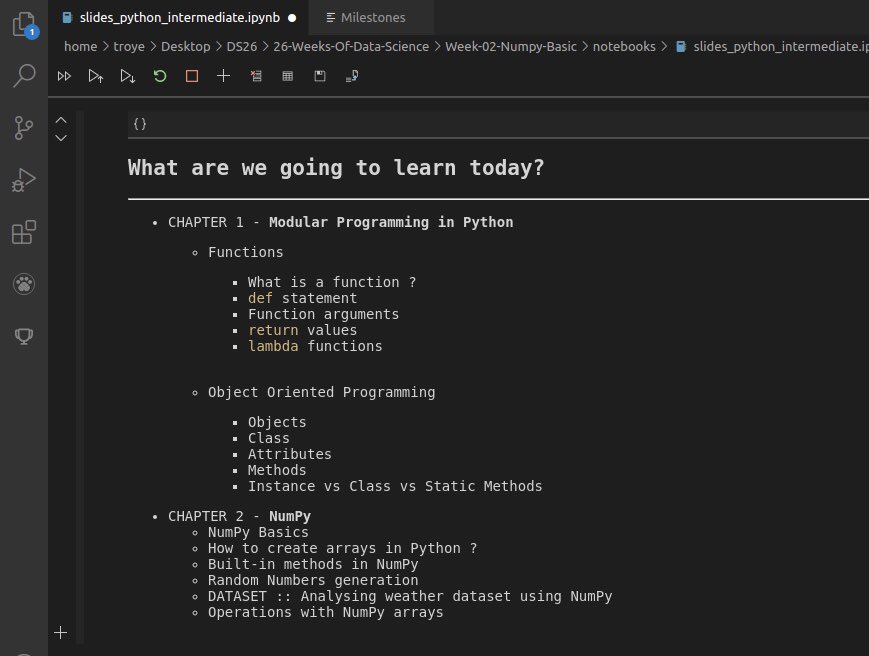 slides_python_intermediate.ipynb
Milestones
1
home > troye > Desktop > DS26 > 26-Weeks-Of-Data-Science > Week-02-Numpy-Basic > notebooks > slides_python_intermediate.ip
{}
What are we going to learn today?
• CHAPTER 1 - Modular Programming in Python
Functions
What is a function ?
def statement
Function arguments
return values
lambda functions
Object Oriented Programming
Objects
Class
Attributes
Methods
Instance vs Class vs Static Methods
• CHAPTER 2 - NumPy
NumPy Basics
How to create arrays in Python ?
Built-in methods in NumPy
Random Numbers generation
DATASET :: Analysing weather dataset using NumPy
Operations with NumPy arrays